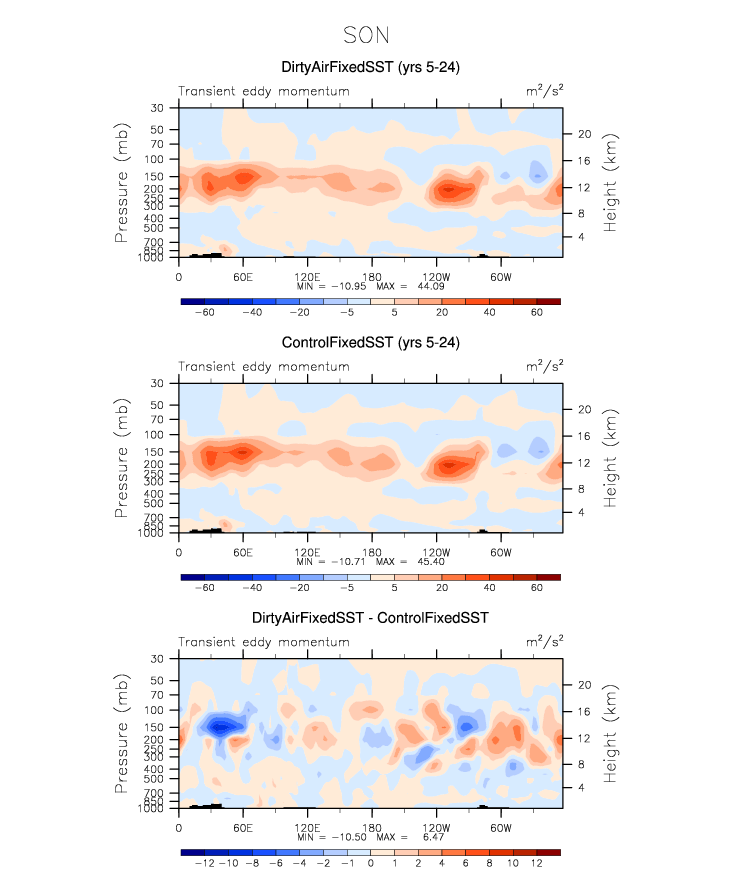 SON
DirtyAirFixedSST (yrs 5-24)
Transient eddy momentum m²/s²
Pressure (mb)
30
50
70
100
150
200
250
300
400
500
700
850
1000
20
16
12
8
4
Height (km)
0 60E 120E 180 120W 60W
MIN = -10.95 MAX = 44.09
-60 -40 -20 -5 5 20 40 60
ControlFixedSST (yrs 5-24)
Transient eddy momentum m²/s²
Pressure (mb)
30
50
70
100
150
200
250
300
400
500
700
850
1000
20
16
12
8
4
Height (km)
0 60E 120E 180 120W 60W
MIN = -10.71 MAX = 45.40
-60 -40 -20 -5 5 20 40 60
DirtyAirFixedSST - ControlFixedSST
Transient eddy momentum m²/s²
Pressure (mb)
30
50
70
100
150
200
250
300
400
500
700
850
1000
20
16
12
8
4
Height (km)
0 60E 120E 180 120W 60W
MIN = -10.50 MAX = 6.47
-12 -10 -8 -6 -4 -2 -1 0 1 2 4 6 8 10 12